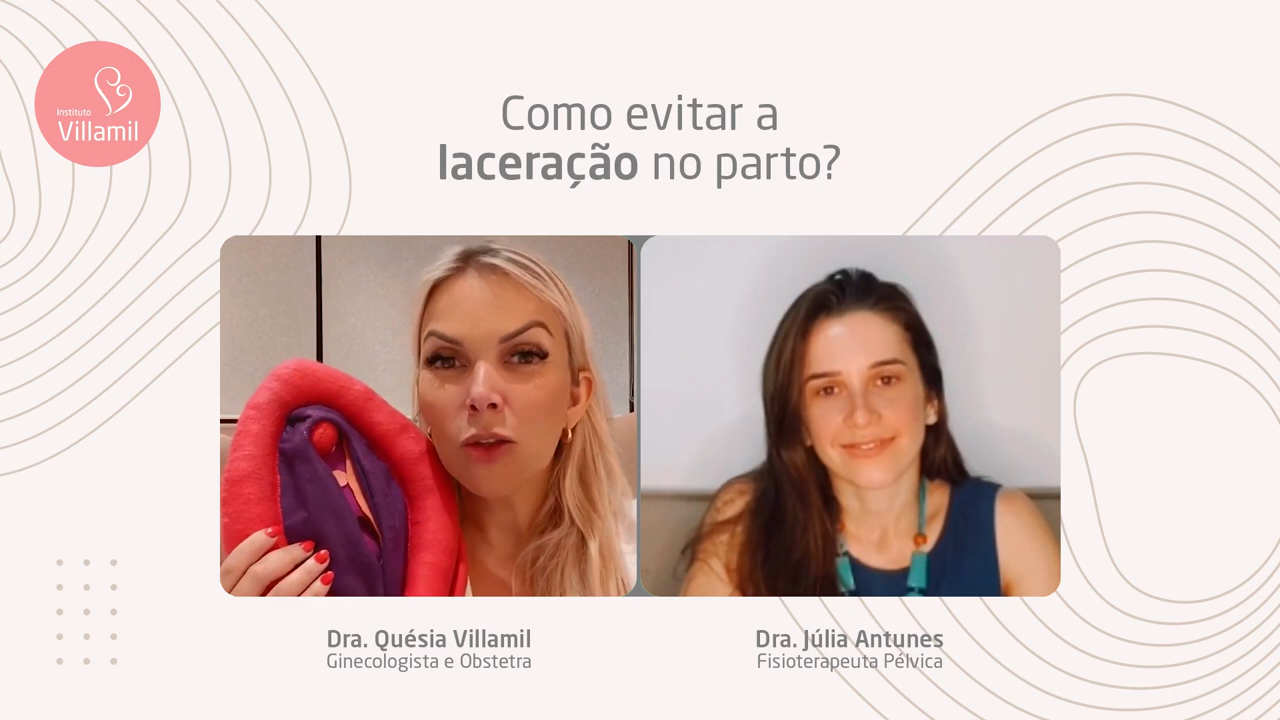 Instituto
Villamil
Como evitar a
laceração no parto?
Dra. Quésia Villamil
Ginecologista e Obstetra
Dra. Júlia Antunes
Fisioterapeuta Pélvica